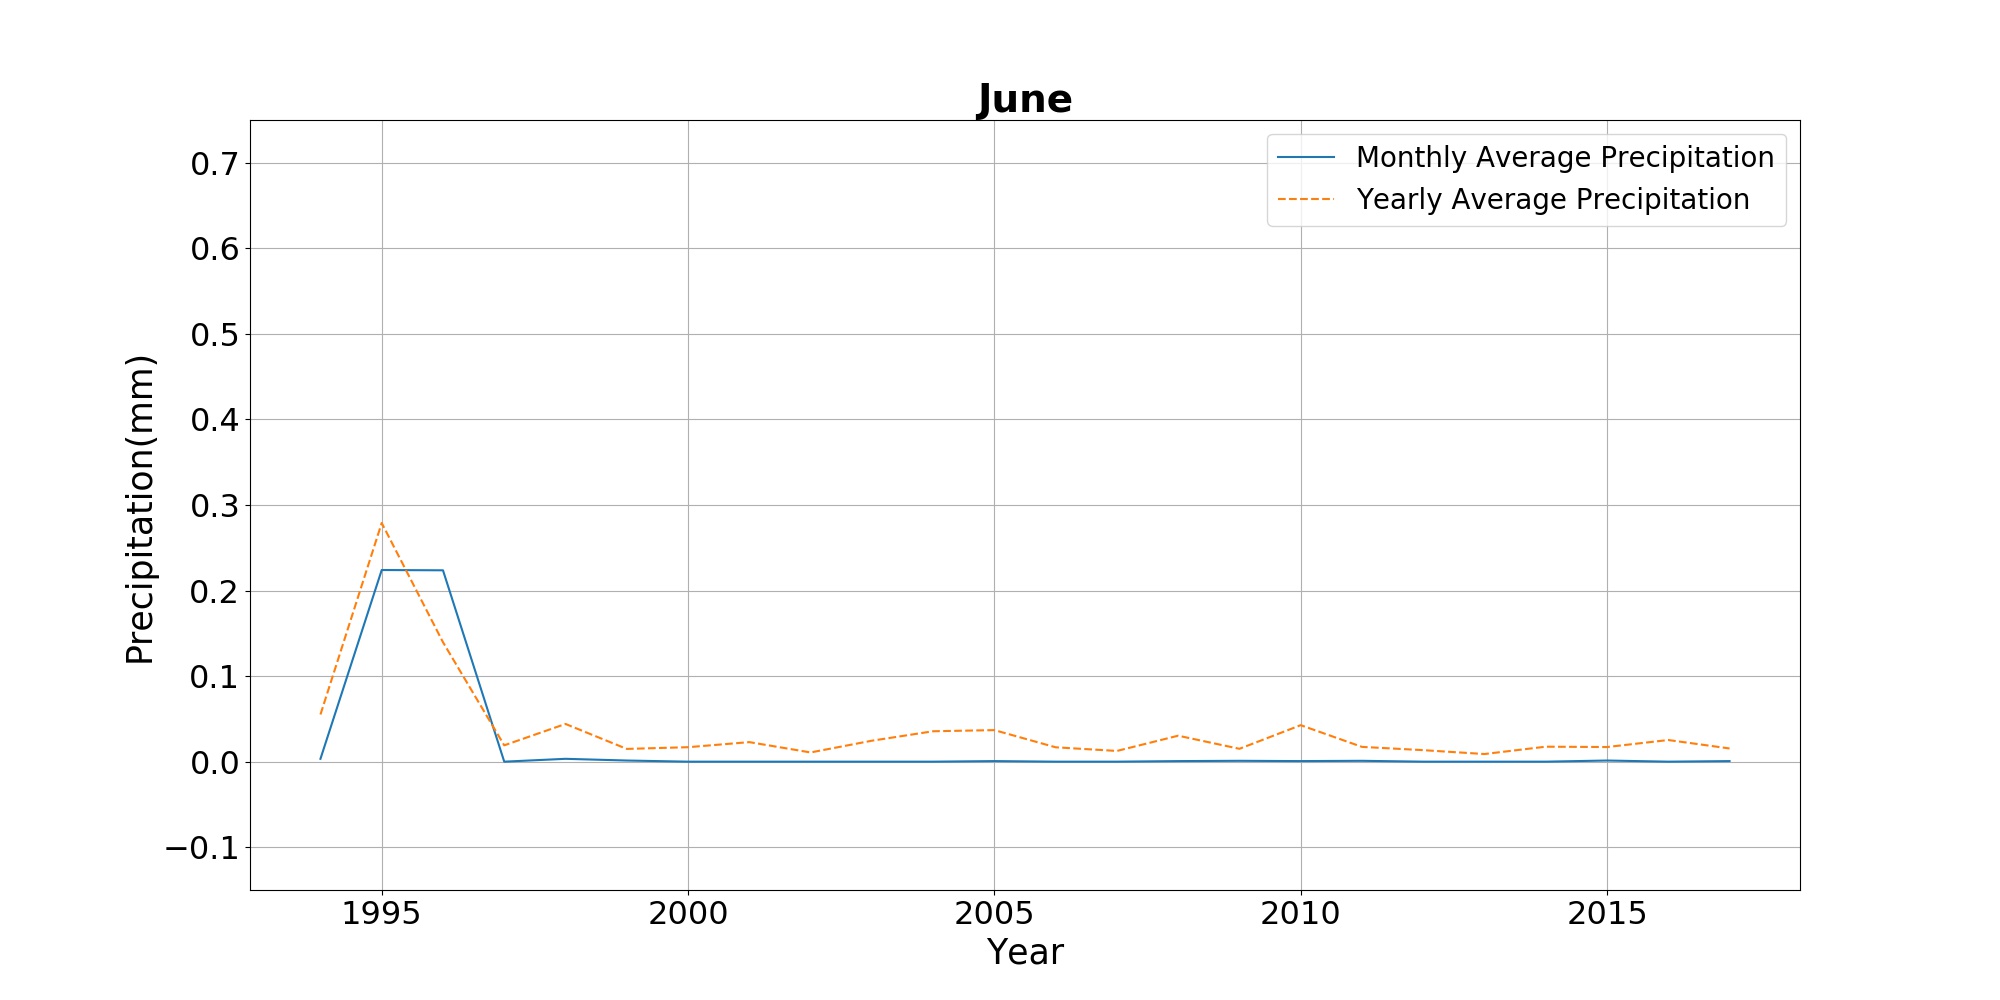 June
Monthly Average Precipitation
Yearly Average Precipitation
Precipitation(mm)
0.7
0.6
0.5
0.4
0.3
0.2
0.1
0.0
−0.1
1995 2000 2005 2010 2015
Year